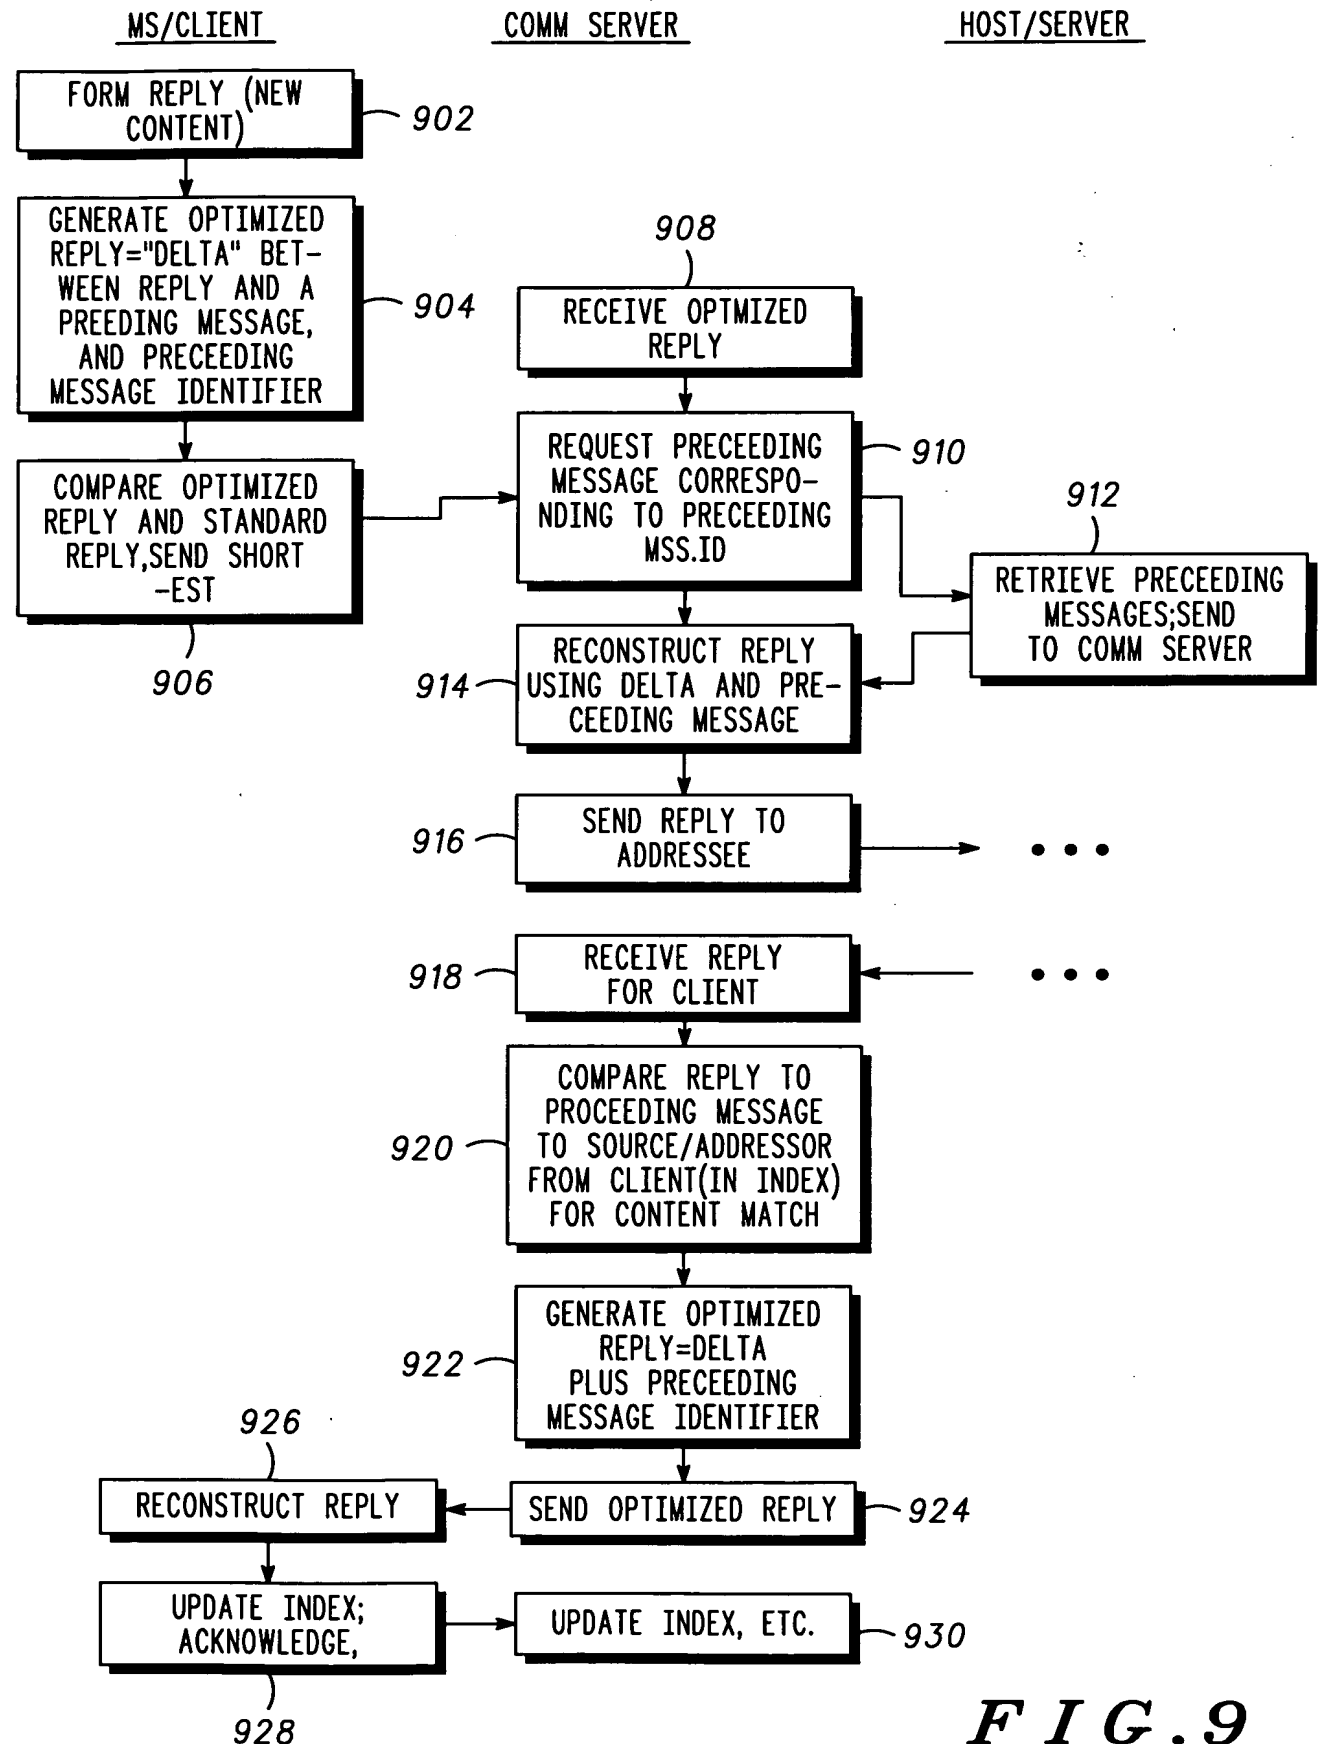 MS/CLIENT
COMM SERVER
HOST/SERVER
FORM REPLY (NEW
CONTENT)
902
GENERATE OPTIMIZED
REPLY="DELTA" BET-
WEEN REPLY AND A
PREEDING MESSAGE,
AND PRECEEDING
MESSAGE IDENTIFIER
904
COMPARE OPTIMIZED
REPLY AND STANDARD
REPLY,SEND SHORT
-EST
906
908
RECEIVE OPTMIZED
REPLY
REQUEST PRECEEDING
MESSAGE CORRESPO-
NDING TO PRECEEDING
MSS.ID
910
912
RETRIEVE PRECEEDING
MESSAGES;SEND
TO COMM SERVER
RECONSTRUCT REPLY
USING DELTA AND PRE-
CEEDING MESSAGE
914
SEND REPLY TO
ADDRESSEE
916
RECEIVE REPLY
FOR CLIENT
918
COMPARE REPLY TO
PROCEEDING MESSAGE
TO SOURCE/ADDRESSOR
FROM CLIENT(IN INDEX)
FOR CONTENT MATCH
920
GENERATE OPTIMIZED
REPLY=DELTA
PLUS PRECEEDING
MESSAGE IDENTIFIER
922
SEND OPTIMIZED REPLY
924
926
RECONSTRUCT REPLY
UPDATE INDEX;
ACKNOWLEDGE,
928
UPDATE INDEX, ETC.
930
FIG.9